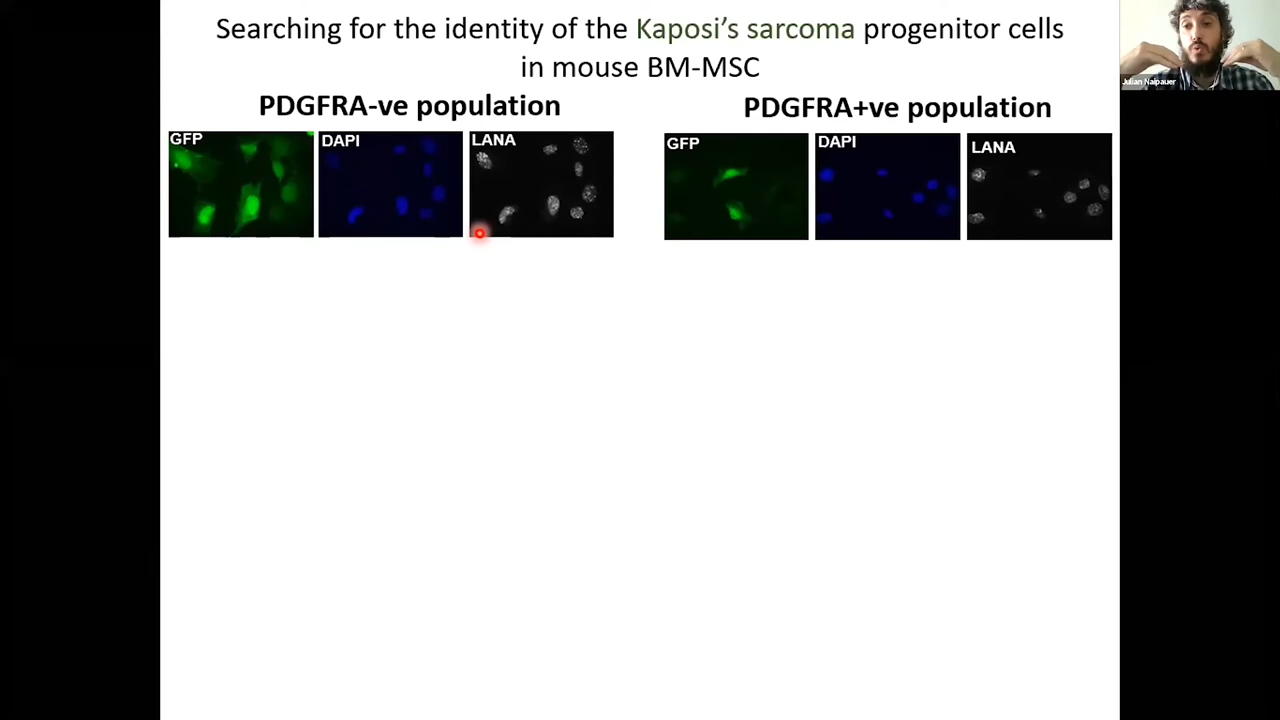 Searching for the identity of the Kaposi's sarcoma progenitor cells
in mouse BM-MSC
PDGFRA-ve population
PDGFRA+ve population
GFP
DAPI
LANA
GFP
DAPI
LANA
Julian Naipauer